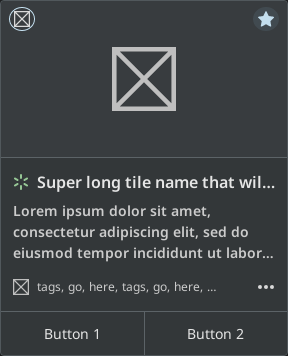 Super long tile name that wil...
Lorem ipsum dolor sit amet,
consectetur adipiscing elit, sed do
eiusmod tempor incididunt ut labor...
tags, go, here, tags, go, here, ...
Button 1
Button 2